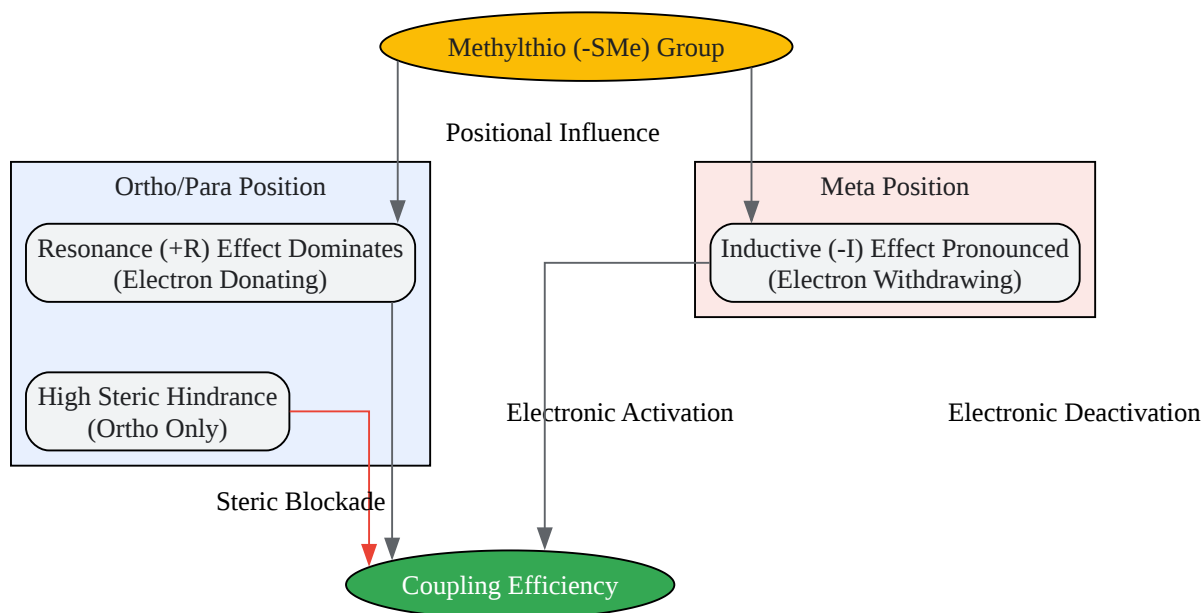 Methylthio (-SMe) Group
Positional Influence
Ortho/Para Position
Meta Position
Resonance (+R) Effect Dominates
(Electron Donating)
Inductive (-I) Effect Pronounced
(Electron Withdrawing)
High Steric Hindrance
(Ortho Only)
Electronic Activation
Electronic Deactivation
Steric Blockade
Coupling Efficiency